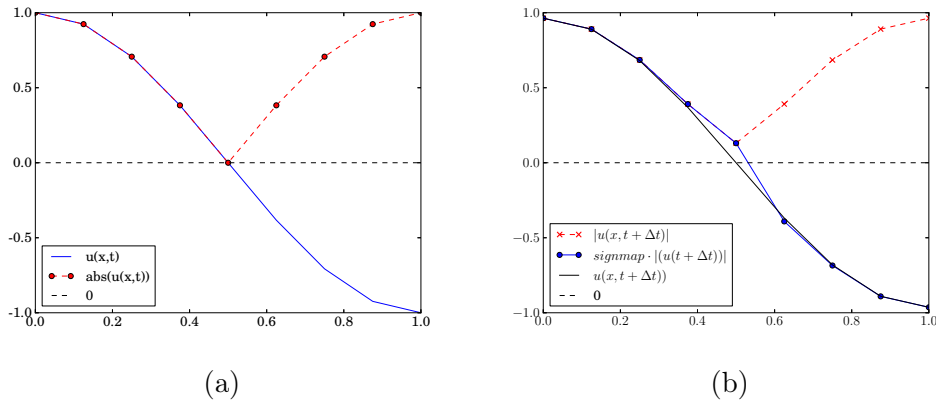 1.0
0.5
0.0
-0.5
-1.0
0.0 0.2 0.4 0.6 0.8 1.0
u(x,t)
abs(u(x,t))
0
(a)
1.0
0.5
0.0
−0.5
−1.0
0.0 0.2 0.4 0.6 0.8 1.0
|u(x, t + Δt)|
signmap · |(u(t + Δt))|
u(x, t + Δt))
0
(b)